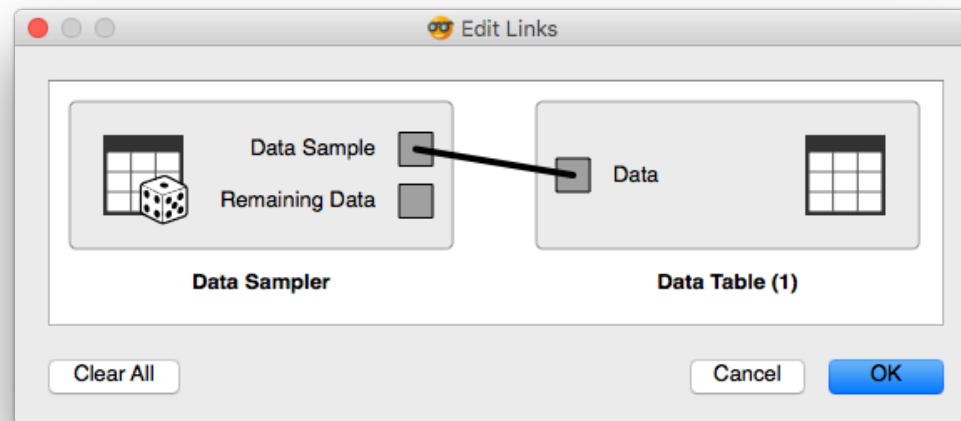 Edit Links
Data Sample
Remaining Data
Data
Data Sampler
Data Table (1)
Clear All
Cancel
OK